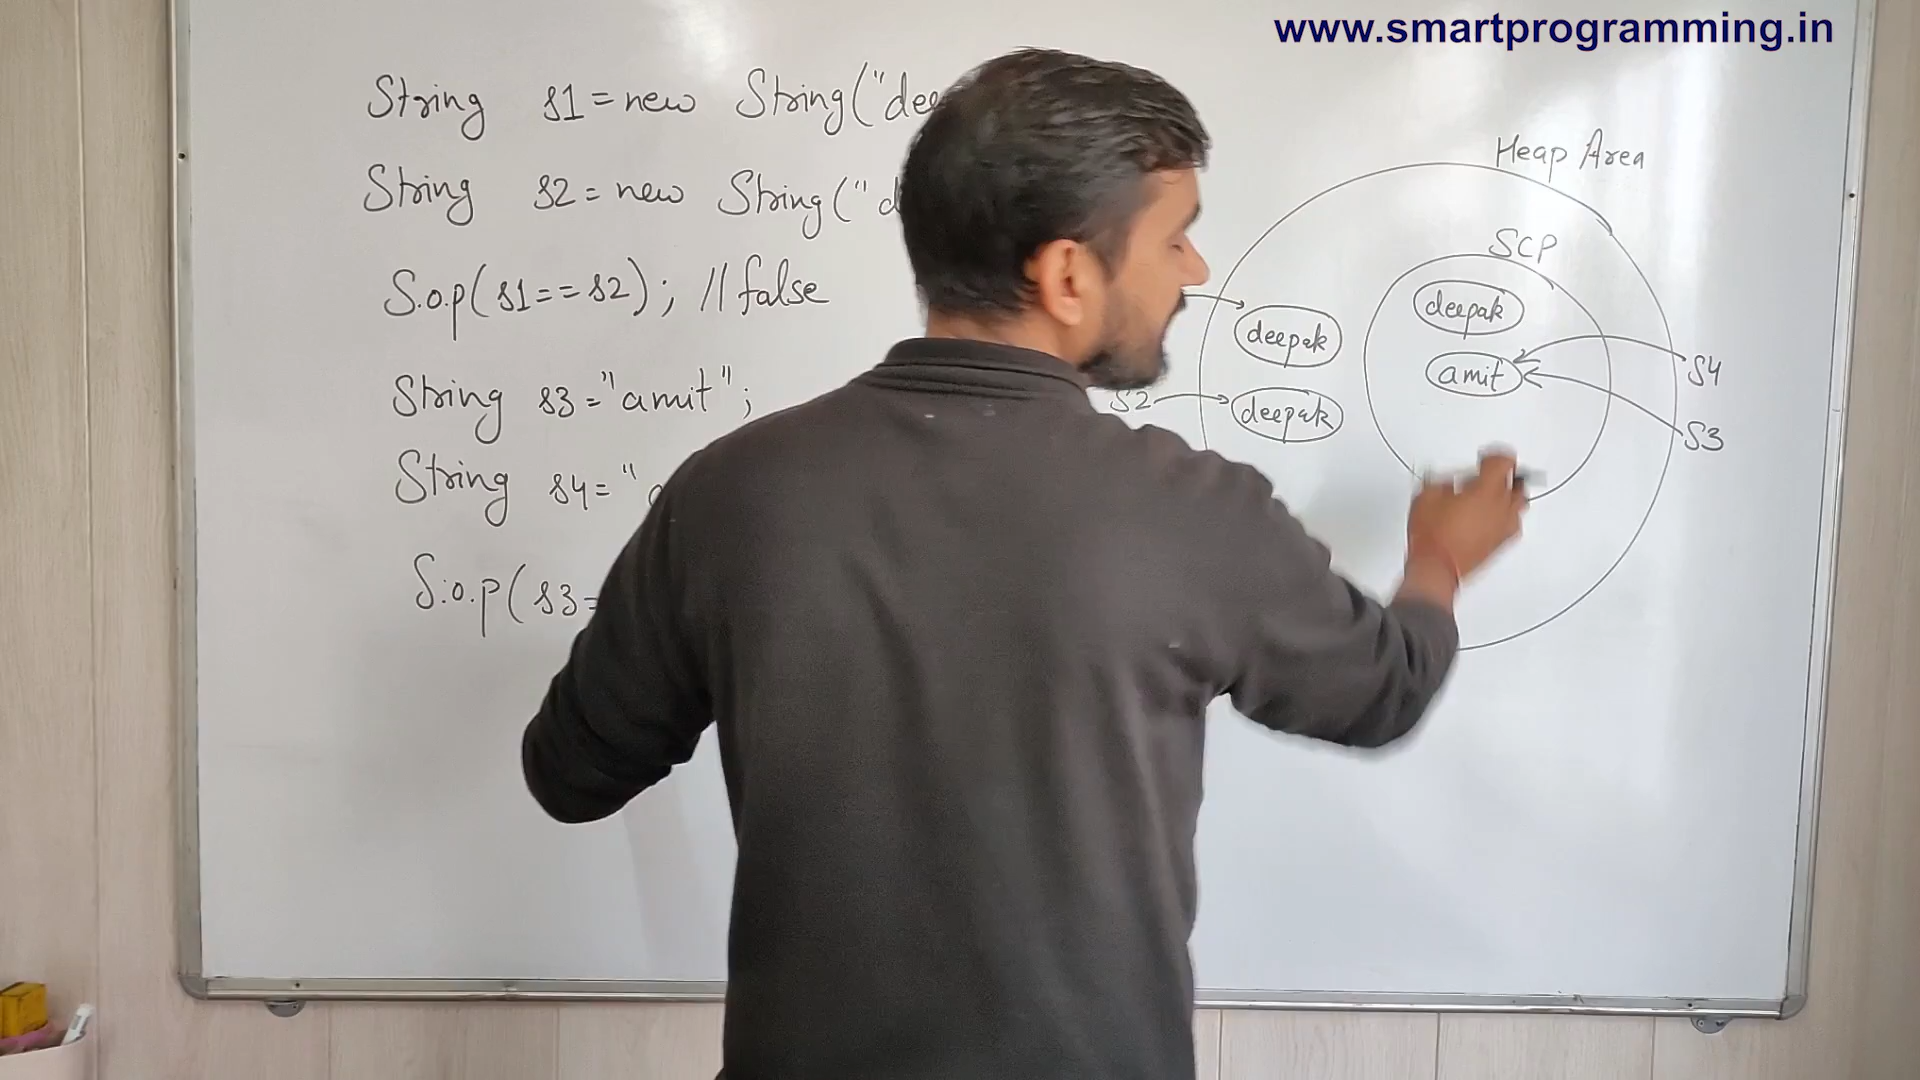 www.smartprogramming.in
String s1 = new String("dee
String s2 = new String("d
S.o.p(s1==s2); //false
String s3="amit";
String s4="
S.o.p(s3=
Heap Area
SCP
deepak
amit
deepak
deepak
S2
S4
S3